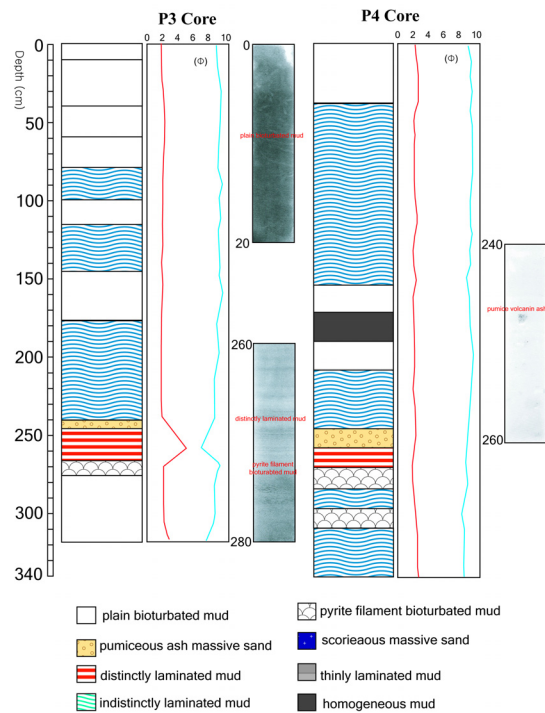 P3 Core
P4 Core
0
2
4
6
8
10
0
2
4
6
8
10
Depth (cm)
0
50
100
150
200
250
300
340
(Φ)
(Φ)
0
plain bioturbated mud
20
260
distinctly laminated mud
pyrite filament
bioturabted mud
280
240
pumice volcanin ash
260
plain bioturbated mud
pumiceous ash massive sand
distinctly laminated mud
indistinctly laminated mud
pyrite filament bioturbated mud
scorieaous massive sand
thinly laminated mud
homogeneous mud